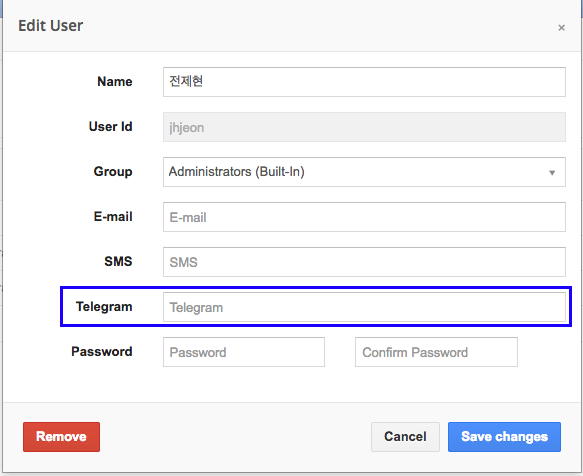 Edit User ×
Name 전제현
User Id jhjeon
Group Administrators (Built-In)
E-mail E-mail
SMS SMS
Telegram Telegram
Password Password Confirm Password
Remove Cancel Save changes